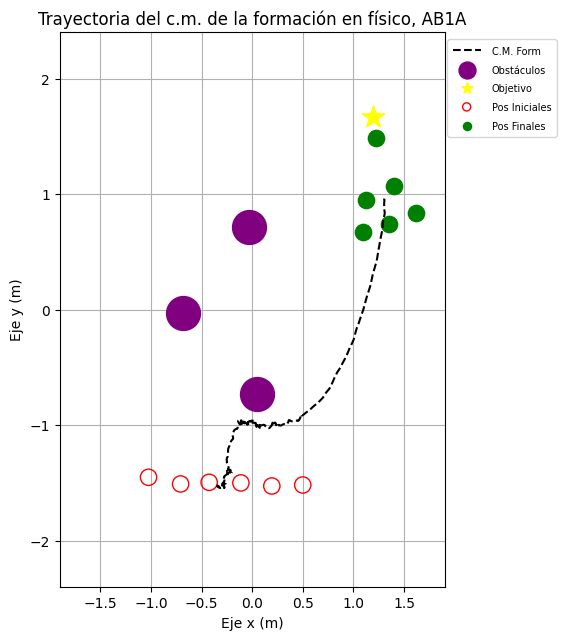 Trayectoria del c.m. de la formación en físico, AB1A
C.M. Form
Obstáculos
Objetivo
Pos Iniciales
Pos Finales
Eje y (m)
2
1
0
−1
−2
−1.5
−1.0
−0.5
0.0
0.5
1.0
1.5
Eje x (m)